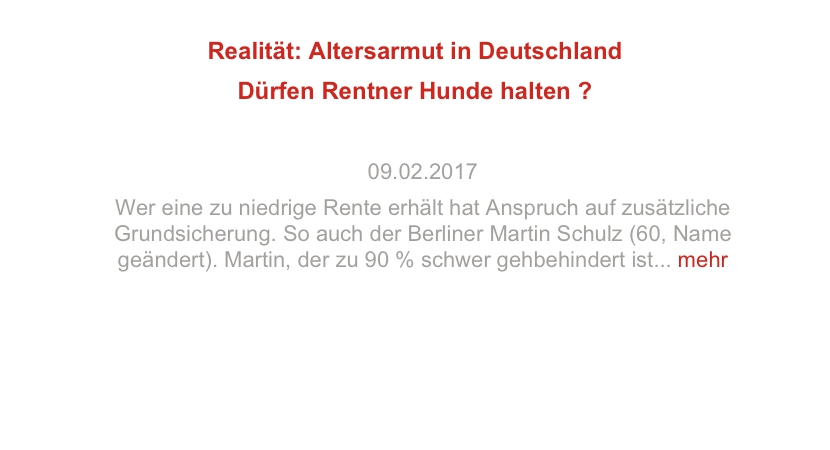 Realität: Altersarmut in Deutschland
Dürfen Rentner Hunde halten ?
09.02.2017
Wer eine zu niedrige Rente erhält hat Anspruch auf zusätzliche
Grundsicherung. So auch der Berliner Martin Schulz (60, Name
geändert). Martin, der zu 90 % schwer gehbehindert ist... mehr